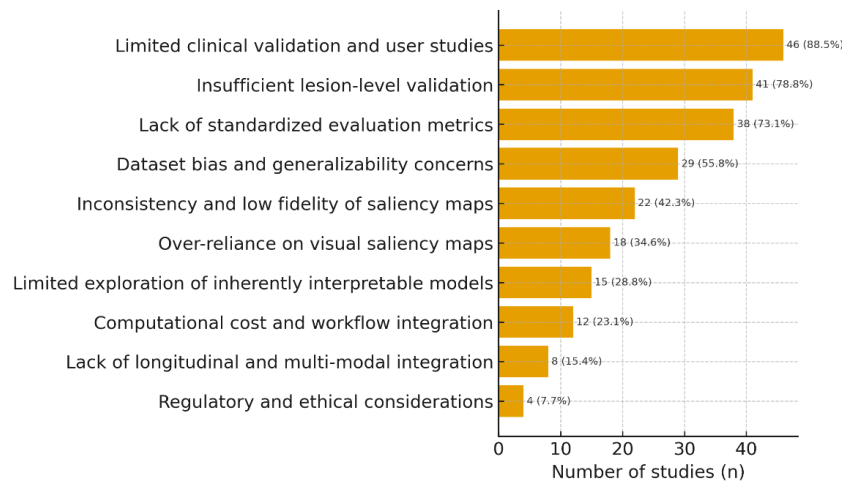 Limited clinical validation and user studies 46 (88.5%)
Insufficient lesion-level validation 41 (78.8%)
Lack of standardized evaluation metrics 38 (73.1%)
Dataset bias and generalizability concerns 29 (55.8%)
Inconsistency and low fidelity of saliency maps 22 (42.3%)
Over-reliance on visual saliency maps 18 (34.6%)
Limited exploration of inherently interpretable models 15 (28.8%)
Computational cost and workflow integration 12 (23.1%)
Lack of longitudinal and multi-modal integration 8 (15.4%)
Regulatory and ethical considerations 4 (7.7%)
0 10 20 30 40
Number of studies (n)